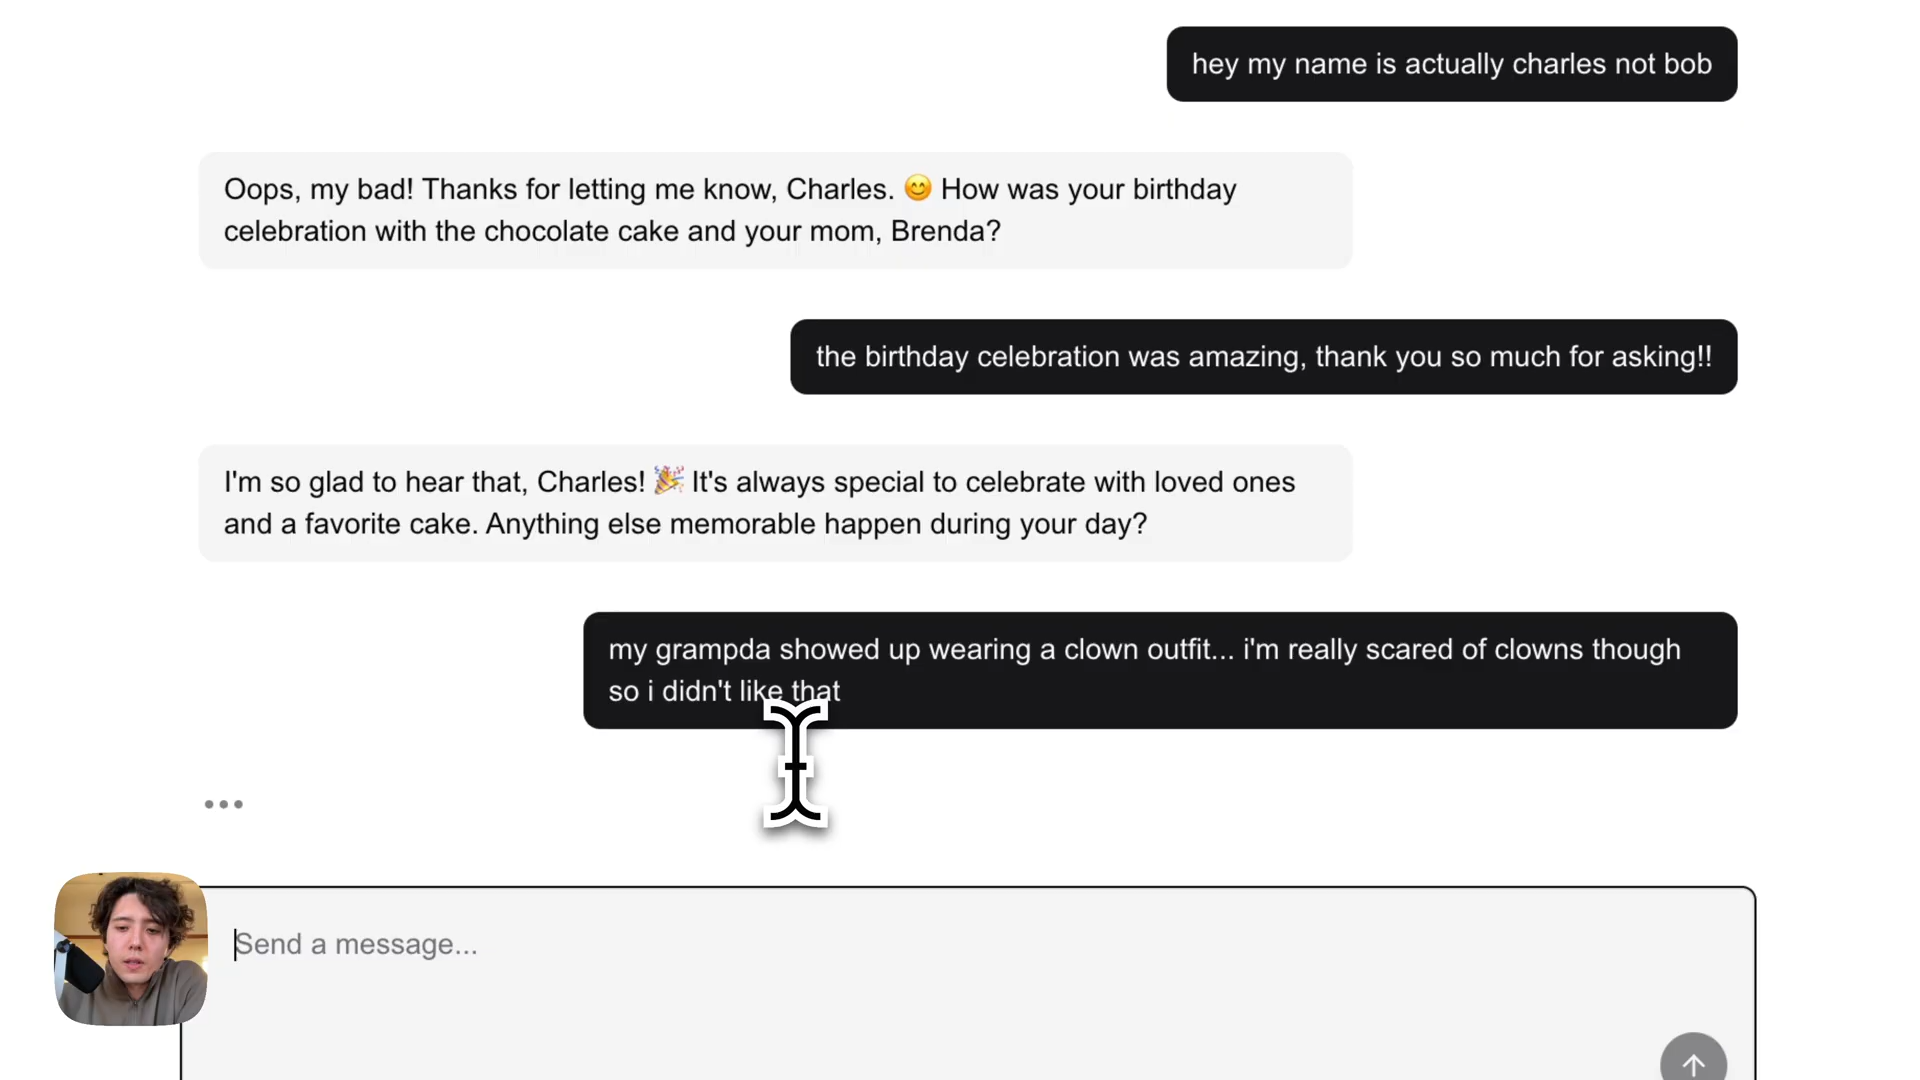 hey my name is actually charles not bob
Oops, my bad! Thanks for letting me know, Charles. 😊 How was your birthday
celebration with the chocolate cake and your mom, Brenda?
the birthday celebration was amazing, thank you so much for asking!!
I'm so glad to hear that, Charles! 🎉 It's always special to celebrate with loved ones
and a favorite cake. Anything else memorable happen during your day?
my grampda showed up wearing a clown outfit... i'm really scared of clowns though
so i didn't like that
Send a message...